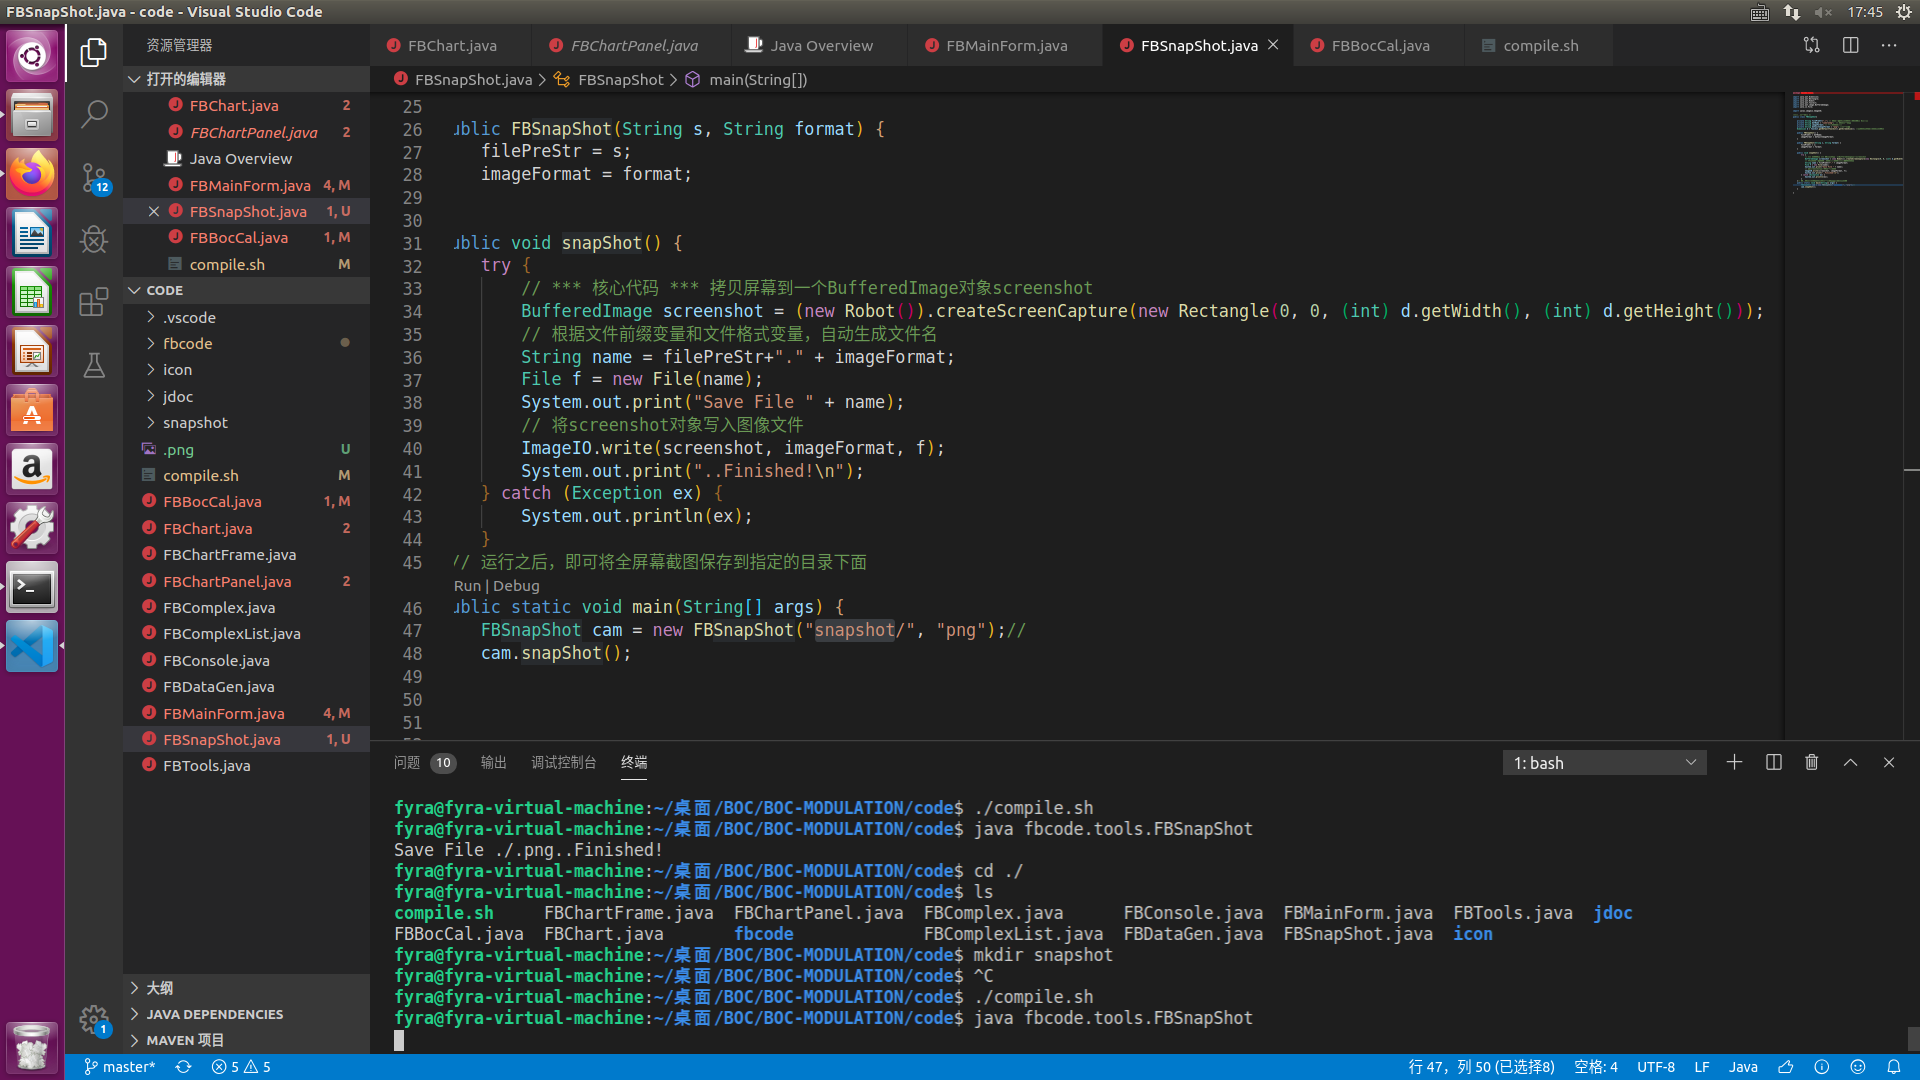 FBSnapShot.java - code - Visual Studio Code
17:45
资源管理器
打开的编辑器
FBChart.java 2
FBChartPanel.java 2
Java Overview
FBMainForm.java 4, M
FBSnapShot.java 1, U
FBBocCal.java 1, M
compile.sh M
CODE
.vscode
fbcode
icon
jdoc
snapshot
.png U
compile.sh M
FBBocCal.java 1, M
FBChart.java 2
FBChartFrame.java
FBChartPanel.java 2
FBComplex.java
FBComplexList.java
FBConsole.java
FBDataGen.java
FBMainForm.java 4, M
FBSnapShot.java 1, U
FBTools.java
大纲
JAVA DEPENDENCIES
MAVEN 项目
12
1
FBChart.java FBChartPanel.java Java Overview FBMainForm.java FBSnapShot.java FBBocCal.java compile.sh
FBSnapShot.java > FBSnapShot > main(String[])
25
26 ublic FBSnapShot(String s, String format) {
27 filePreStr = s;
28 imageFormat = format;
29
30
31 ublic void snapShot() {
32 try {
33 // *** 核心代码 *** 拷贝屏幕到一个BufferedImage对象screenshot
34 BufferedImage screenshot = (new Robot()).createScreenCapture(new Rectangle(0, 0, (int) d.getWidth(), (int) d.getHeight()));
35 // 根据文件前缀变量和文件格式变量，自动生成文件名
36 String name = filePreStr+"." + imageFormat;
37 File f = new File(name);
38 System.out.print("Save File " + name);
39 // 将screenshot对象写入图像文件
40 ImageIO.write(screenshot, imageFormat, f);
41 System.out.print("..Finished!\n");
42 } catch (Exception ex) {
43 System.out.println(ex);
44 }
45 // 运行之后，即可将全屏幕截图保存到指定的目录下面
Run | Debug
46 ublic static void main(String[] args) {
47 FBSnapShot cam = new FBSnapShot("snapshot/", "png");//
48 cam.snapShot();
49
50
51
问题 10 输出 调试控制台 终端 1: bash
fyra@fyra-virtual-machine:~/桌面/BOC/BOC-MODULATION/code$ ./compile.sh
fyra@fyra-virtual-machine:~/桌面/BOC/BOC-MODULATION/code$ java fbcode.tools.FBSnapShot
Save File ./.png..Finished!
fyra@fyra-virtual-machine:~/桌面/BOC/BOC-MODULATION/code$ cd ./
fyra@fyra-virtual-machine:~/桌面/BOC/BOC-MODULATION/code$ ls
compile.sh FBChartFrame.java FBChartPanel.java FBComplex.java FBConsole.java FBMainForm.java FBTools.java jdoc
FBBocCal.java FBChart.java fbcode FBComplexList.java FBDataGen.java FBSnapShot.java icon
fyra@fyra-virtual-machine:~/桌面/BOC/BOC-MODULATION/code$ mkdir snapshot
fyra@fyra-virtual-machine:~/桌面/BOC/BOC-MODULATION/code$ ^C
fyra@fyra-virtual-machine:~/桌面/BOC/BOC-MODULATION/code$ ./compile.sh
fyra@fyra-virtual-machine:~/桌面/BOC/BOC-MODULATION/code$ java fbcode.tools.FBSnapShot
master* 5 5 行 47，列 50 (已选择8) 空格: 4 UTF-8 LF Java